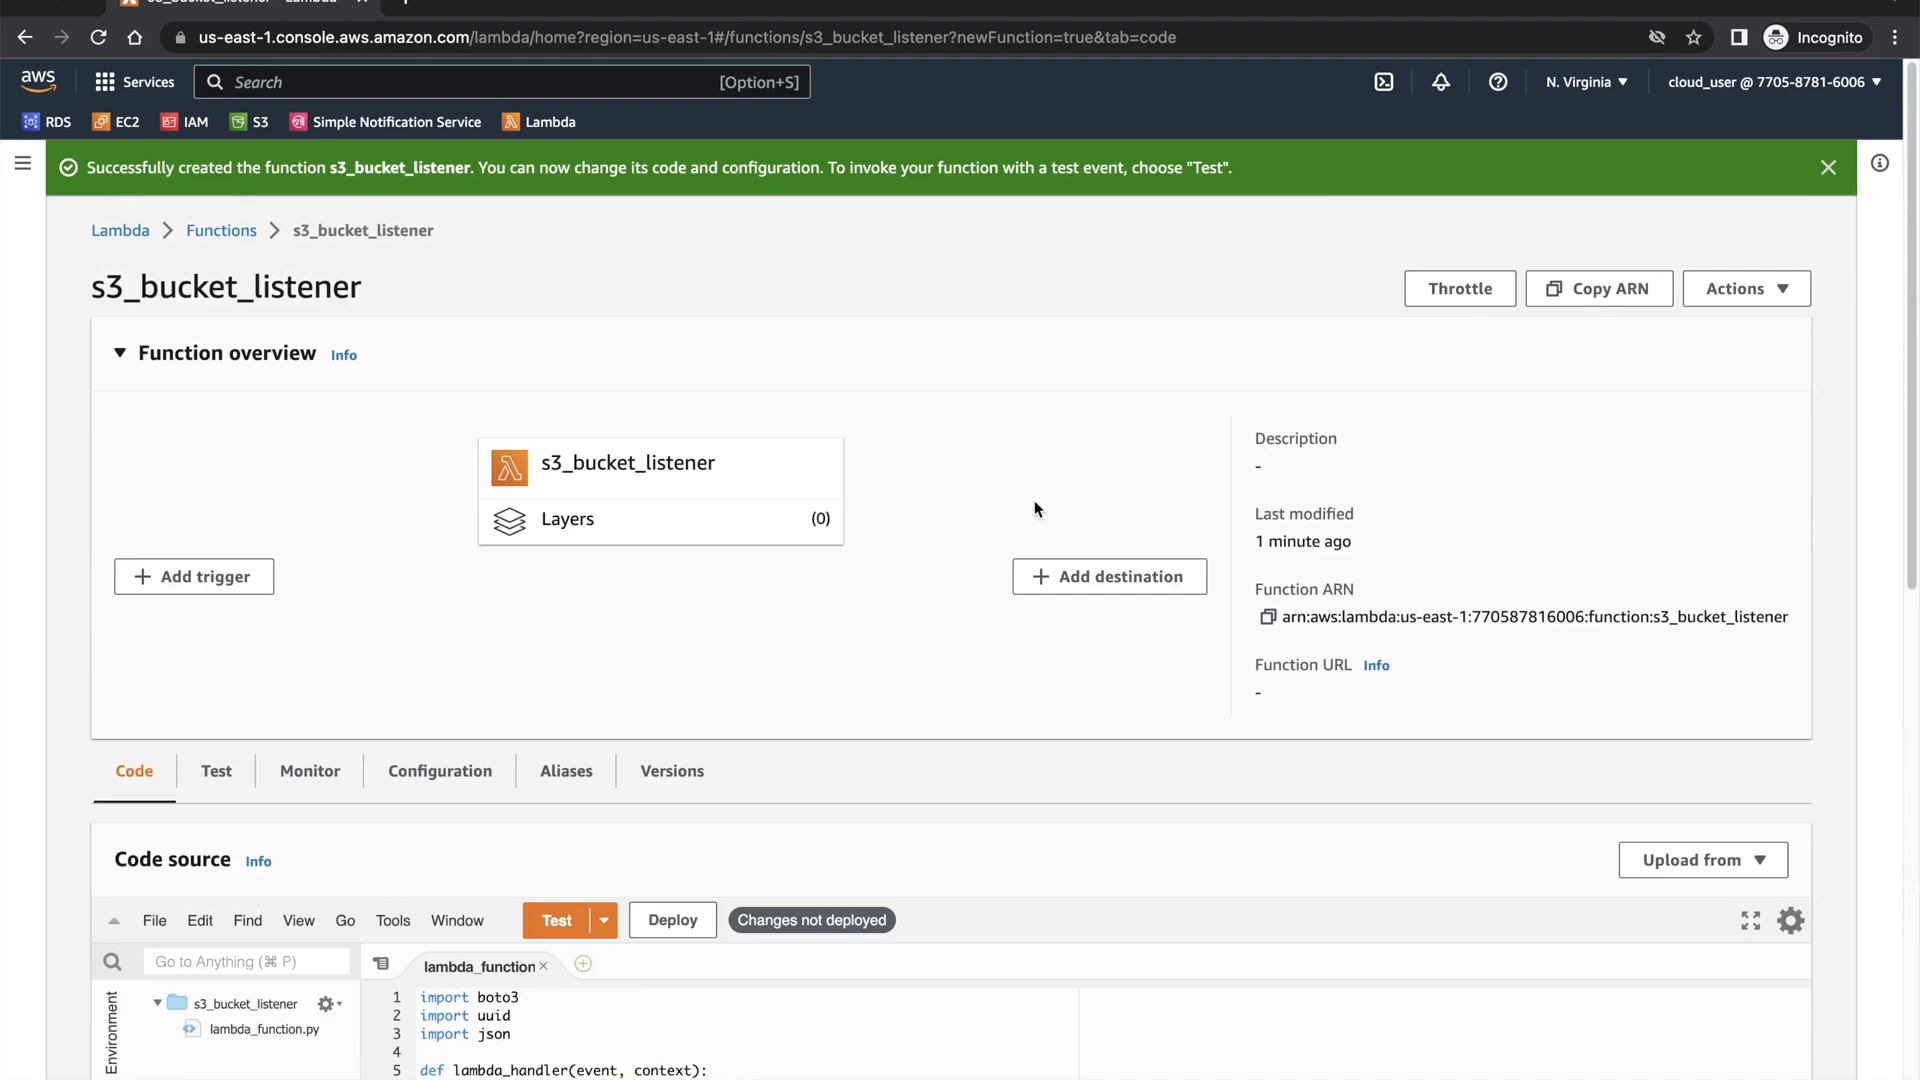 us-east-1.console.aws.amazon.com/lambda/home?region=us-east-1#/functions/s3_bucket_listener?newFunction=true&tab=code
Incognito
aws
Services
Search
[Option+S]
N. Virginia
cloud_user @ 7705-8781-6006
RDS
EC2
IAM
S3
Simple Notification Service
Lambda
Successfully created the function s3_bucket_listener. You can now change its code and configuration. To invoke your function with a test event, choose "Test".
Lambda
Functions
s3_bucket_listener
s3_bucket_listener
Throttle
Copy ARN
Actions
Function overview
Info
s3_bucket_listener
Layers
(0)
Add trigger
Add destination
Description
-
Last modified
1 minute ago
Function ARN
arn:aws:lambda:us-east-1:770587816006:function:s3_bucket_listener
Function URL
Info
-
Code
Test
Monitor
Configuration
Aliases
Versions
Code source
Info
Upload from
File
Edit
Find
View
Go
Tools
Window
Test
Deploy
Changes not deployed
Go to Anything (⌘ P)
lambda_function
Environment
s3_bucket_listener
lambda_function.py
1 import boto3
2 import uuid
3 import json
4
5 def lambda_handler(event, context):